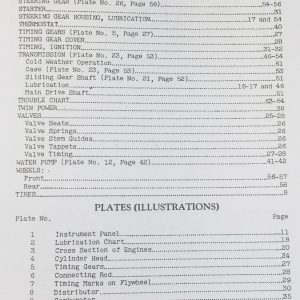 STEERING GEAR (Plate No. 26, Page 56) 54-56
STARTER 31
STEERING GEAR HOUSING, LUBRICATION 17 and 54
THERMOSTAT 40
TIMING GEARS (Plate No. 5, Page 27) 27
TIMING GEAR COVER 28
TIMING, IGNITION 31-32
TRANSMISSION (Plate No. 23, Page 53) 46-54
Cold Weather Operation 61
Case (Plate No. 23, Page 53) 53
Sliding Gear Shaft (Plate No. 21, Page 52) 51
Lubrication 16-17 and 46
Main Drive Shaft 51
TROUBLE CHART 63-64
TWIN POWER 38
VALVES 25-28
Valve Seats 26
Valve Springs 26
Valve Stem Guides 26
Valve Tappets 26
Valve Timing 27-28
WATER PUMP (Plate No. 12, Page 42) 41-42
WHEELS:
Front 56-57
Rear 58
TIRES 8
PLATES (ILLUSTRATIONS)
Plate No. Page
1 Instrument Panel 11
2 Lubrication Chart 18
3 Cross Section of Engines 20
4 Cylinder Head 24
5 Timing Gears 27
6 Connecting Rod 28
7 Timing Marks on Flywheel 29
8 Distributor 30